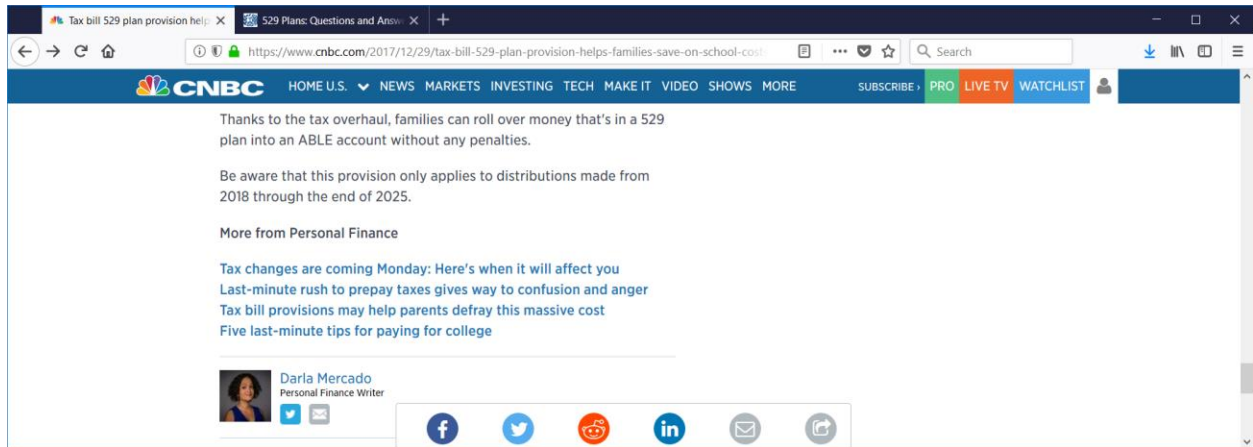 Tax bill 529 plan provision help
529 Plans: Questions and Answ
https://www.cnbc.com/2017/12/29/tax-bill-529-plan-provision-helps-families-save-on-school-cost
Search
CNBC HOME U.S. NEWS MARKETS INVESTING TECH MAKE IT VIDEO SHOWS MORE SUBSCRIBE › PRO LIVE TV WATCHLIST
Thanks to the tax overhaul, families can roll over money that's in a 529
plan into an ABLE account without any penalties.
Be aware that this provision only applies to distributions made from
2018 through the end of 2025.
More from Personal Finance
Tax changes are coming Monday: Here's when it will affect you
Last-minute rush to prepay taxes gives way to confusion and anger
Tax bill provisions may help parents defray this massive cost
Five last-minute tips for paying for college
Darla Mercado
Personal Finance Writer
f
in